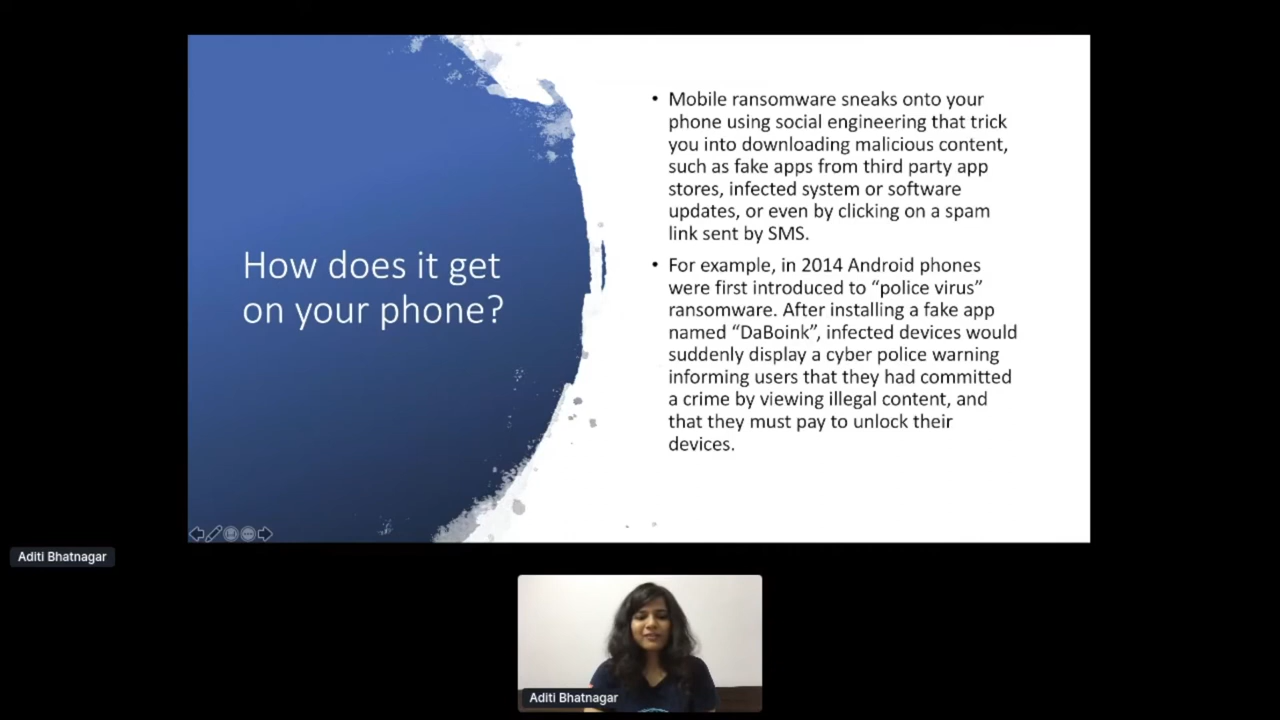 How does it get
on your phone?
• Mobile ransomware sneaks onto your
phone using social engineering that trick
you into downloading malicious content,
such as fake apps from third party app
stores, infected system or software
updates, or even by clicking on a spam
link sent by SMS.
• For example, in 2014 Android phones
were first introduced to “police virus”
ransomware. After installing a fake app
named “DaBoink”, infected devices would
suddenly display a cyber police warning
informing users that they had committed
a crime by viewing illegal content, and
that they must pay to unlock their
devices.
Aditi Bhatnagar
Aditi Bhatnagar